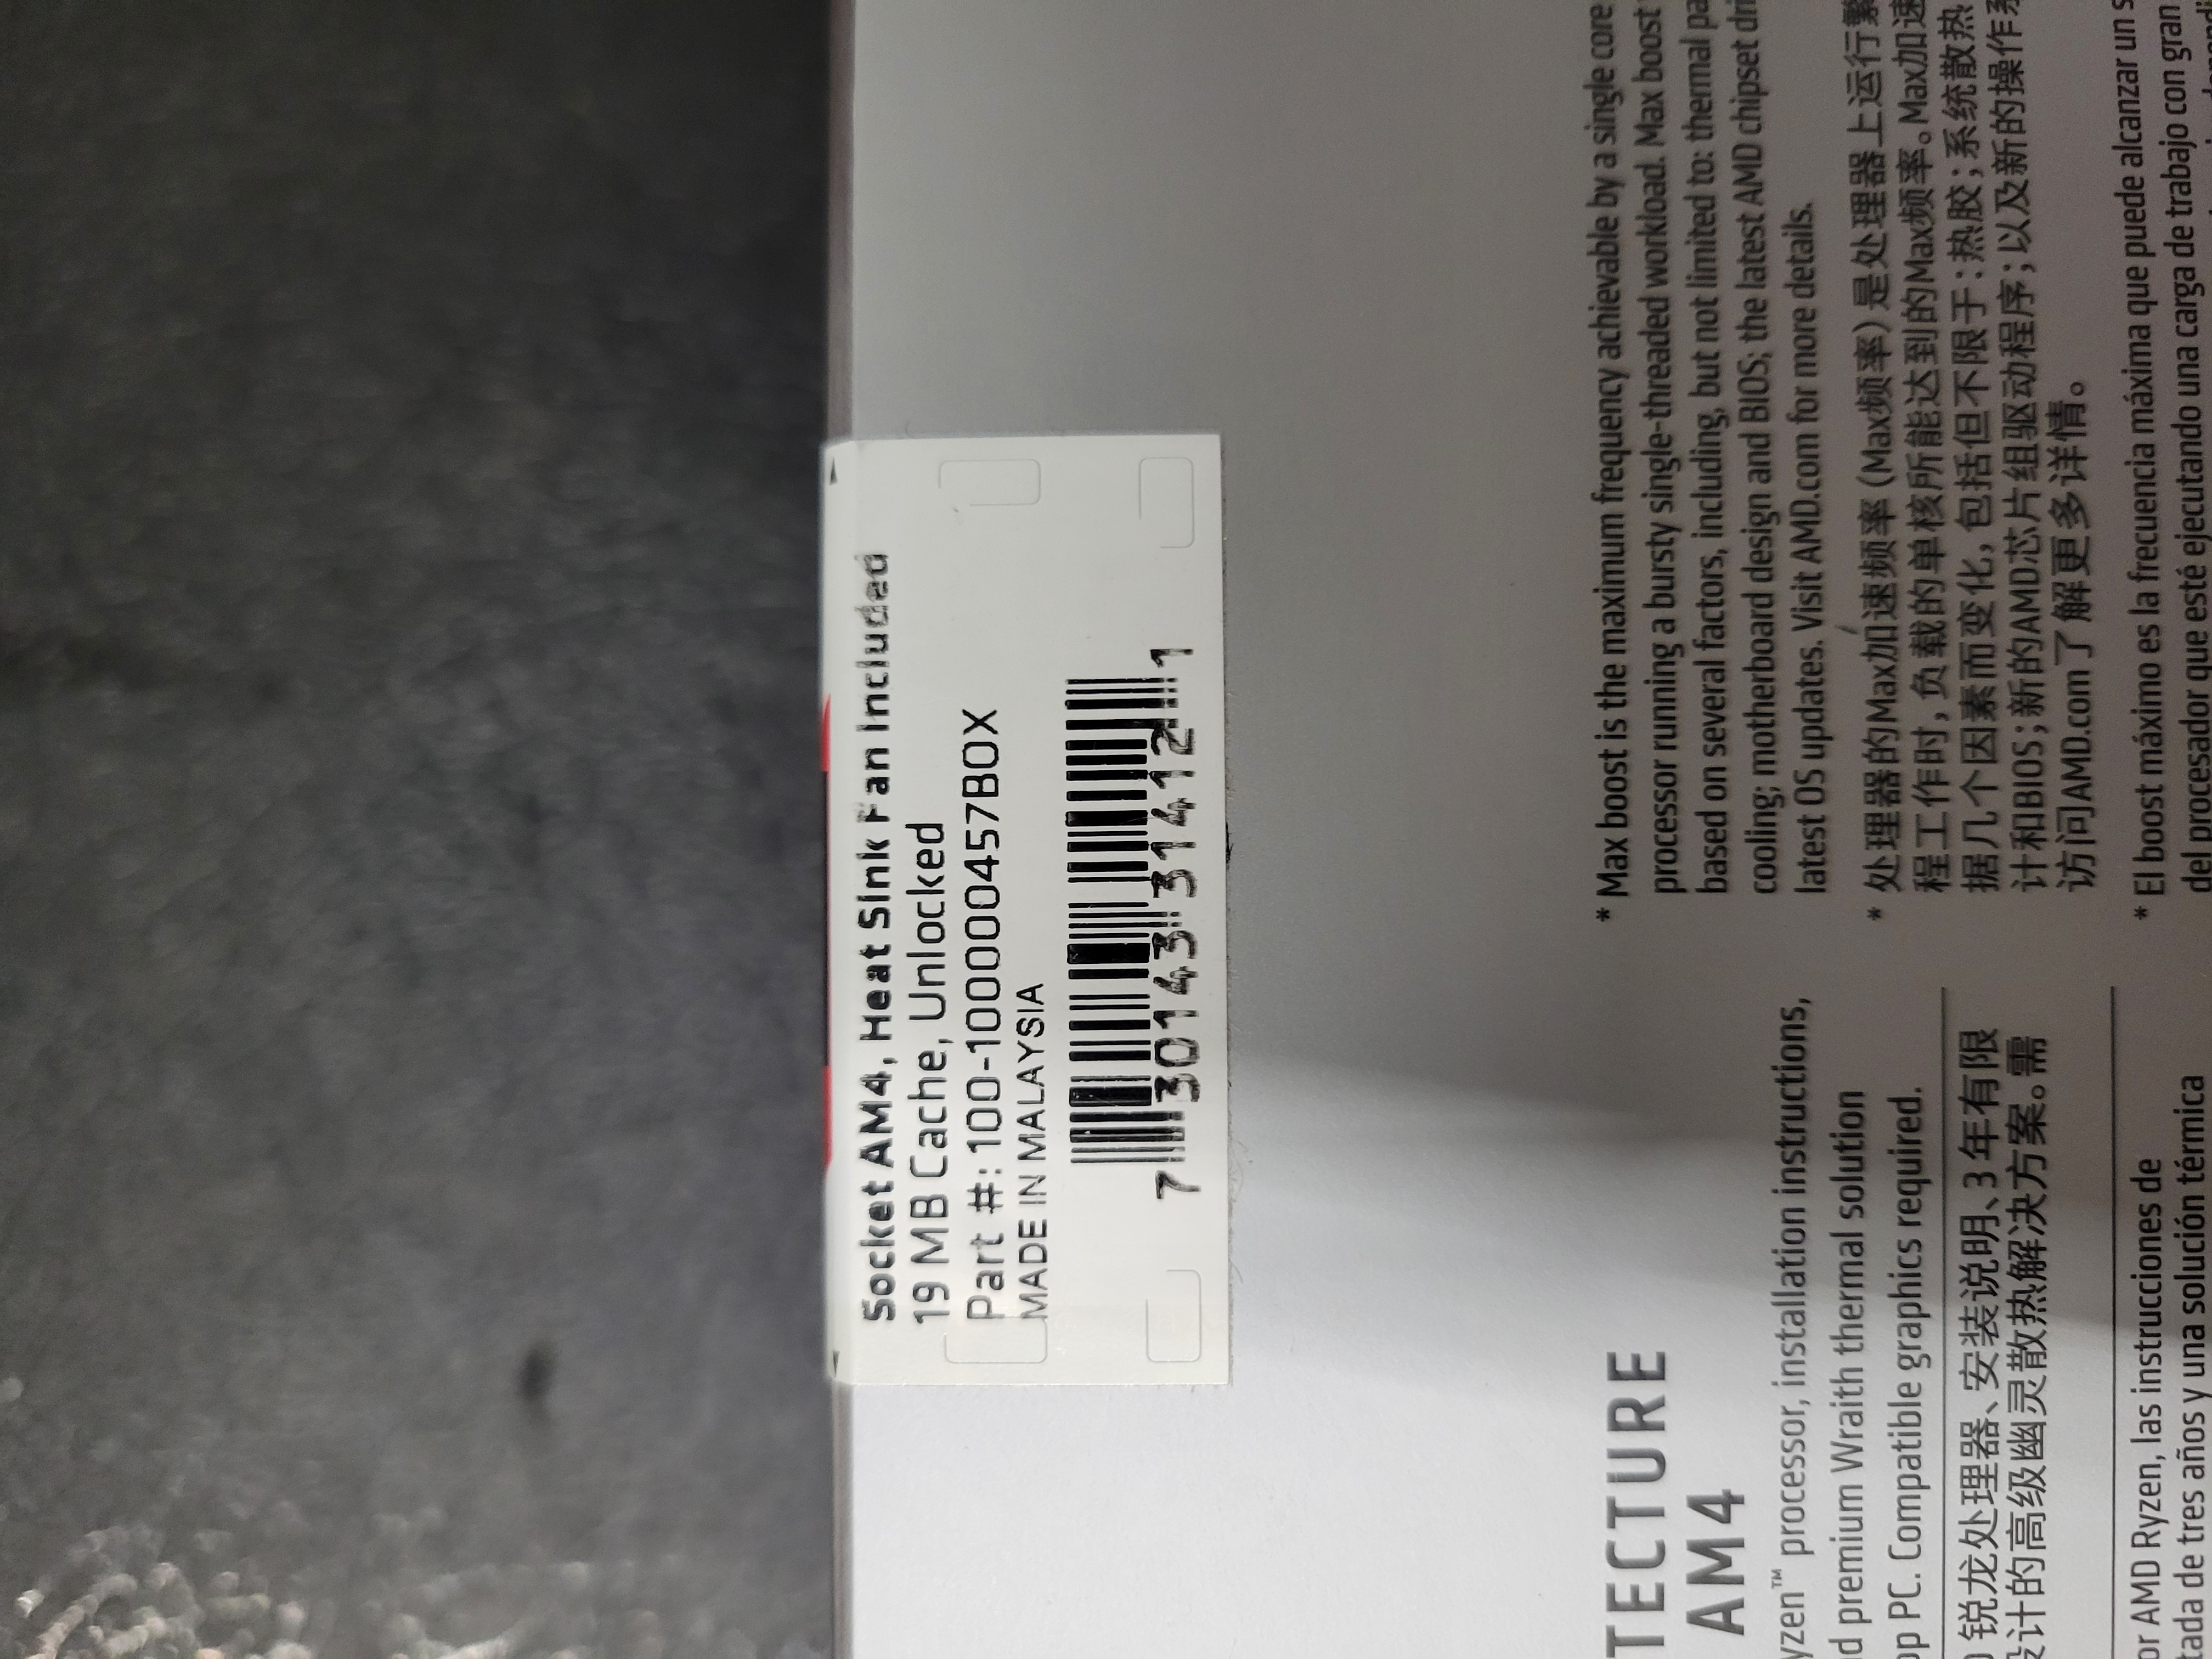 Socket AM4, Heat Sink Fan Included
19 MB Cache, Unlocked
Part #: 100-100000457BOX
MADE IN MALAYSIA
7 30143 31412 1
* Max boost is the maximum frequency achievable by a single core
processor running a bursty single-threaded workload. Max boost
based on several factors, including, but not limited to: thermal
cooling; motherboard design and BIOS; the latest AMD chipset
latest OS updates. Visit AMD.com for more details.
* 处理器的Max加速频率 (Max频率) 是处理器上运行繁
程工作时, 负载的单核所能达到的Max频率。Max加速
据几个因素而变化, 包括但不限于: 热胶; 系统散热
计和BIOS; 新的AMD芯片组驱动程序; 以及新的操作系
访问AMD.com了解更多详情。
* El boost máximo es la frecuencia máxima que puede alcanzar un
del procesador que esté ejecutando una carga de trabajo con gran
TECTURE
AM4
yzen™ processor, installation instructions,
d premium Wraith thermal solution
op PC. Compatible graphics required.
锐龙处理器、安装说明、3 年有限
设计的高级幽灵散热解决方案。需
or AMD Ryzen, las instrucciones de
tada de tres años y una solución térmica